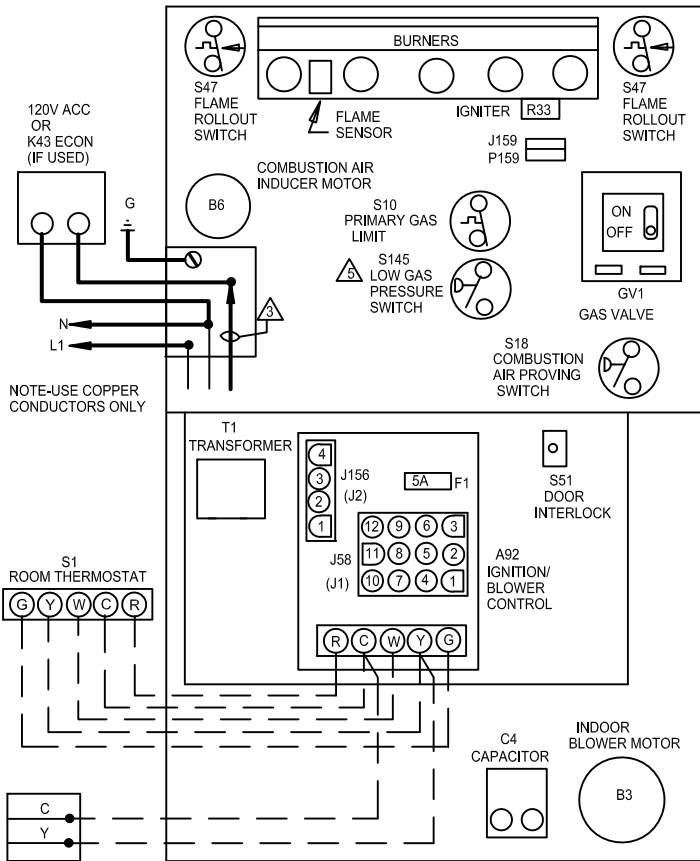 BURNERS
S47
FLAME
ROLLOUT
SWITCH
FLAME
SENSOR
IGNITER
R33
S47
FLAME
ROLLOUT
SWITCH
J159
P159
120V ACC
OR
K43 ECON
(IF USED)
COMBUSTION AIR
INDUCER MOTOR
B6
G
S10
PRIMARY GAS
LIMIT
5
S145
LOW GAS
PRESSURE
SWITCH
ON
OFF
GV1
GAS VALVE
3
N
L1
S18
COMBUSTION
AIR PROVING
SWITCH
NOTE-USE COPPER
CONDUCTORS ONLY
T1
TRANSFORMER
4
3
2
1
J156
(J2)
5A
F1
S51
DOOR
INTERLOCK
12 9 6 3
11 8 5 2
10 7 4 1
J58
(J1)
A92
IGNITION/
BLOWER
CONTROL
S1
ROOM THERMOSTAT
G Y W C R
R C W Y G
C4
CAPACITOR
INDOOR
BLOWER MOTOR
B3
C
Y